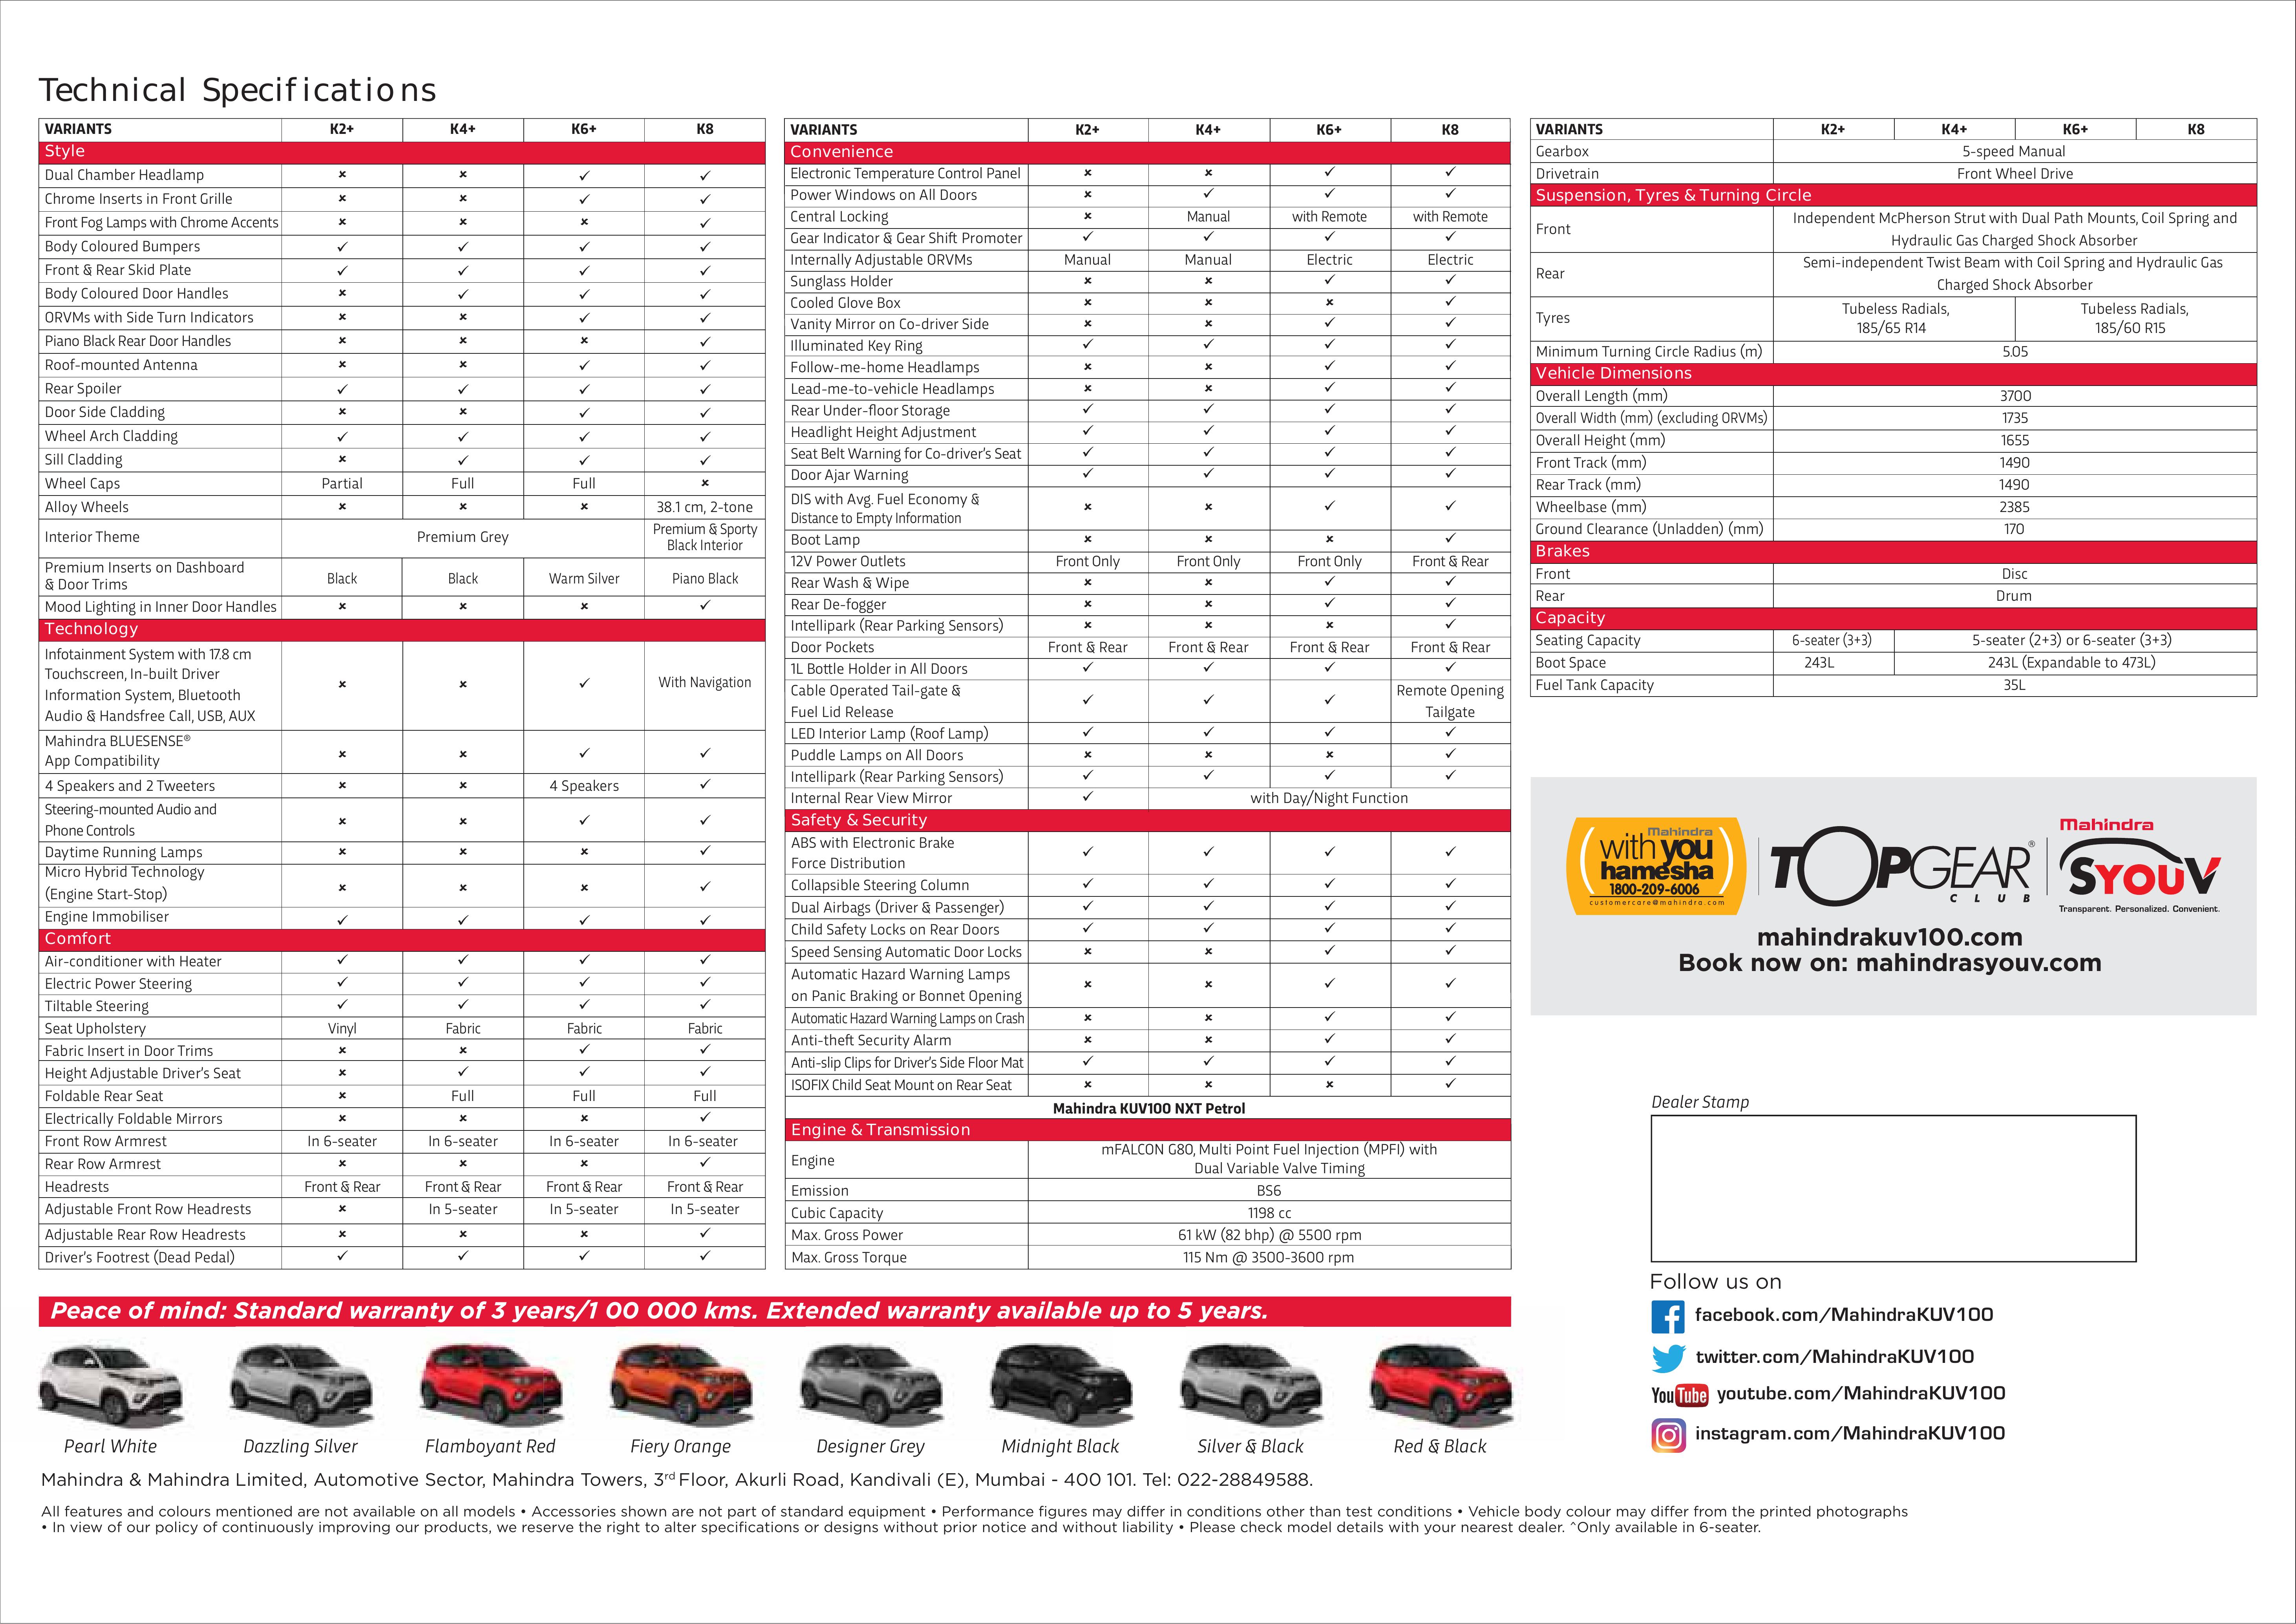 Technical Specifications
VARIANTS K2+ K4+ K6+ K8
Style
Dual Chamber Headlamp ✗ ✗ ✓ ✓
Chrome Inserts in Front Grille ✗ ✗ ✓ ✓
Front Fog Lamps with Chrome Accents ✗ ✗ ✗ ✓
Body Coloured Bumpers ✓ ✓ ✓ ✓
Front & Rear Skid Plate ✓ ✓ ✓ ✓
Body Coloured Door Handles ✗ ✓ ✓ ✓
ORVMs with Side Turn Indicators ✗ ✗ ✓ ✓
Piano Black Rear Door Handles ✗ ✗ ✗ ✓
Roof-mounted Antenna ✗ ✗ ✓ ✓
Rear Spoiler ✓ ✓ ✓ ✓
Door Side Cladding ✗ ✗ ✓ ✓
Wheel Arch Cladding ✓ ✓ ✓ ✓
Sill Cladding ✗ ✓ ✓ ✓
Wheel Caps Partial Full Full ✗
Alloy Wheels ✗ ✗ ✗ 38.1 cm, 2-tone
Interior Theme Premium Grey Premium & Sporty
Black Interior
Premium Inserts on Dashboard
& Door Trims Black Black Warm Silver Piano Black
Mood Lighting in Inner Door Handles ✗ ✗ ✗ ✓
Technology
Infotainment System with 17.8 cm
Touchscreen, In-built Driver
Information System, Bluetooth
Audio & Handsfree Call, USB, AUX ✗ ✗ ✓ With Navigation
Mahindra BLUESENSE®
App Compatibility ✗ ✗ ✓ ✓
4 Speakers and 2 Tweeters ✗ ✗ 4 Speakers ✓
Steering-mounted Audio and
Phone Controls ✗ ✗ ✓ ✓
Daytime Running Lamps ✗ ✗ ✗ ✓
Micro Hybrid Technology
(Engine Start-Stop) ✗ ✗ ✗ ✓
Engine Immobiliser ✓ ✓ ✓ ✓
Comfort
Air-conditioner with Heater ✓ ✓ ✓ ✓
Electric Power Steering ✓ ✓ ✓ ✓
Tiltable Steering ✓ ✓ ✓ ✓
Seat Upholstery Vinyl Fabric Fabric Fabric
Fabric Insert in Door Trims ✗ ✗ ✓ ✓
Height Adjustable Driver's Seat ✗ ✓ ✓ ✓
Foldable Rear Seat ✗ Full Full Full
Electrically Foldable Mirrors ✗ ✗ ✗ ✓
Front Row Armrest In 6-seater In 6-seater In 6-seater In 6-seater
Rear Row Armrest ✗ ✗ ✗ ✓
Headrests Front & Rear Front & Rear Front & Rear Front & Rear
Adjustable Front Row Headrests ✗ In 5-seater In 5-seater In 5-seater
Adjustable Rear Row Headrests ✗ ✗ ✗ ✓
Driver's Footrest (Dead Pedal) ✓ ✓ ✓ ✓
VARIANTS K2+ K4+ K6+ K8
Convenience
Electronic Temperature Control Panel ✗ ✗ ✓ ✓
Power Windows on All Doors ✗ ✓ ✓ ✓
Central Locking ✗ Manual with Remote with Remote
Gear Indicator & Gear Shift Promoter ✓ ✓ ✓ ✓
Internally Adjustable ORVMs Manual Manual Electric Electric
Sunglass Holder ✗ ✗ ✓ ✓
Cooled Glove Box ✗ ✗ ✗ ✓
Vanity Mirror on Co-driver Side ✗ ✗ ✓ ✓
Illuminated Key Ring ✓ ✓ ✓ ✓
Follow-me-home Headlamps ✗ ✗ ✓ ✓
Lead-me-to-vehicle Headlamps ✗ ✗ ✓ ✓
Rear Under-floor Storage ✓ ✓ ✓ ✓
Headlight Height Adjustment ✓ ✓ ✓ ✓
Seat Belt Warning for Co-driver's Seat ✓ ✓ ✓ ✓
Door Ajar Warning ✓ ✓ ✓ ✓
DIS with Avg. Fuel Economy &
Distance to Empty Information ✗ ✗ ✓ ✓
Boot Lamp ✗ ✗ ✗ ✓
12V Power Outlets Front Only Front Only Front Only Front & Rear
Rear Wash & Wipe ✗ ✗ ✓ ✓
Rear De-fogger ✗ ✗ ✓ ✓
Intellipark (Rear Parking Sensors) ✗ ✗ ✗ ✓
Door Pockets Front & Rear Front & Rear Front & Rear Front & Rear
1L Bottle Holder in All Doors ✓ ✓ ✓ ✓
Cable Operated Tail-gate &
Fuel Lid Release ✓ ✓ ✓ Remote Opening
Tailgate
LED Interior Lamp (Roof Lamp) ✓ ✓ ✓ ✓
Puddle Lamps on All Doors ✗ ✗ ✗ ✓
Intellipark (Rear Parking Sensors) ✓ ✓ ✓ ✓
Internal Rear View Mirror ✓ with Day/Night Function
Safety & Security
ABS with Electronic Brake
Force Distribution ✓ ✓ ✓ ✓
Collapsible Steering Column ✓ ✓ ✓ ✓
Dual Airbags (Driver & Passenger) ✓ ✓ ✓ ✓
Child Safety Locks on Rear Doors ✓ ✓ ✓ ✓
Speed Sensing Automatic Door Locks ✗ ✗ ✓ ✓
Automatic Hazard Warning Lamps
on Panic Braking or Bonnet Opening ✗ ✗ ✓ ✓
Automatic Hazard Warning Lamps on Crash ✗ ✗ ✓ ✓
Anti-theft Security Alarm ✗ ✗ ✓ ✓
Anti-slip Clips for Driver's Side Floor Mat ✓ ✓ ✓ ✓
ISOFIX Child Seat Mount on Rear Seat ✗ ✗ ✗ ✓
Mahindra KUV100 NXT Petrol
Engine & Transmission
Engine mFALCON G80, Multi Point Fuel Injection (MPFI) with
Dual Variable Valve Timing
Emission BS6
Cubic Capacity 1198 cc
Max. Gross Power 61 kW (82 bhp) @ 5500 rpm
Max. Gross Torque 115 Nm @ 3500-3600 rpm
VARIANTS K2+ K4+ K6+ K8
Gearbox 5-speed Manual
Drivetrain Front Wheel Drive
Suspension, Tyres & Turning Circle
Front Independent McPherson Strut with Dual Path Mounts, Coil Spring and
Hydraulic Gas Charged Shock Absorber
Rear Semi-independent Twist Beam with Coil Spring and Hydraulic Gas
Charged Shock Absorber
Tyres Tubeless Radials, Tubeless Radials,
185/65 R14 185/60 R15
Minimum Turning Circle Radius (m) 5.05
Vehicle Dimensions
Overall Length (mm) 3700
Overall Width (mm) (excluding ORVMs) 1735
Overall Height (mm) 1655
Front Track (mm) 1490
Rear Track (mm) 1490
Wheelbase (mm) 2385
Ground Clearance (Unladden) (mm) 170
Brakes
Front Disc
Rear Drum
Capacity
Seating Capacity 6-seater (3+3) 5-seater (2+3) or 6-seater (3+3)
Boot Space 243L 243L (Expandable to 473L)
Fuel Tank Capacity 35L
Mahindra
with you
hamesha
1800-209-6006
customercare@mahindra.com
TOPGEAR®
CLUB
Mahindra
SYOUV
Transparent. Personalized. Convenient.
mahindrakuv100.com
Book now on: mahindrasyouv.com
Dealer Stamp
Follow us on
facebook.com/MahindraKUV100
twitter.com/MahindraKUV100
YouTube youtube.com/MahindraKUV100
instagram.com/MahindraKUV100
Peace of mind: Standard warranty of 3 years/1 00 000 kms. Extended warranty available up to 5 years.
Pearl White Dazzling Silver Flamboyant Red Fiery Orange Designer Grey Midnight Black Silver & Black Red & Black
Mahindra & Mahindra Limited, Automotive Sector, Mahindra Towers, 3rd Floor, Akurli Road, Kandivali (E), Mumbai - 400 101. Tel: 022-28849588.
All features and colours mentioned are not available on all models • Accessories shown are not part of standard equipment • Performance figures may differ in conditions other than test conditions • Vehicle body colour may differ from the printed photographs
• In view of our policy of continuously improving our products, we reserve the right to alter specifications or designs without prior notice and without liability • Please check model details with your nearest dealer. ^Only available in 6-seater.